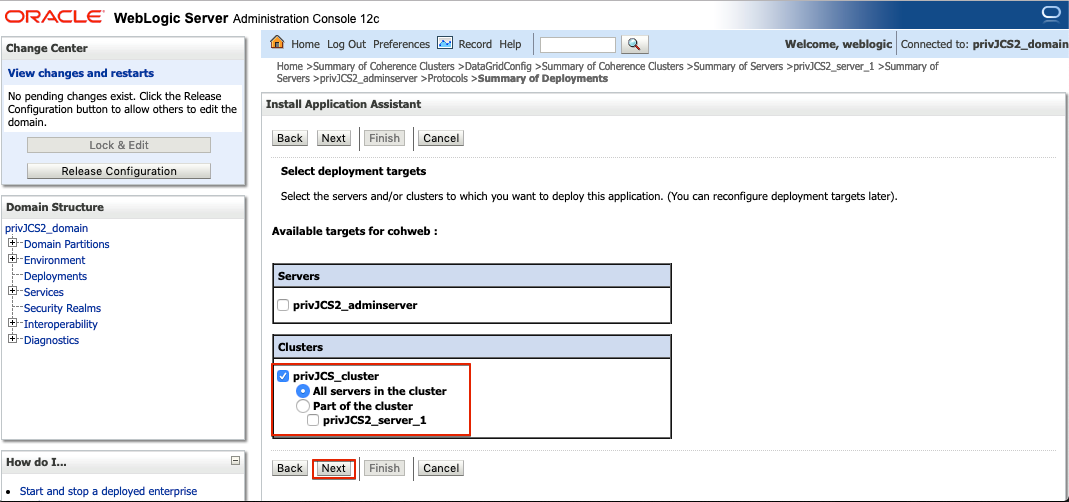 ORACLE® WebLogic Server Administration Console 12c
Change Center
View changes and restarts
No pending changes exist. Click the Release
Configuration button to allow others to edit the
domain.
Lock & Edit
Release Configuration
Domain Structure
privJCS2_domain
Domain Partitions
Environment
Deployments
Services
Security Realms
Interoperability
Diagnostics
How do I...
Start and stop a deployed enterprise
Home Log Out Preferences Record Help
Welcome, weblogic Connected to: privJCS2_domain
Home >Summary of Coherence Clusters >DataGridConfig >Summary of Coherence Clusters >Summary of Servers >privJCS2_server_1 >Summary of
Servers >privJCS2_adminserver >Protocols >Summary of Deployments
Install Application Assistant
Back Next Finish Cancel
Select deployment targets
Select the servers and/or clusters to which you want to deploy this application. (You can reconfigure deployment targets later).
Available targets for cohweb :
Servers
privJCS2_adminserver
Clusters
privJCS_cluster
All servers in the cluster
Part of the cluster
privJCS2_server_1
Back Next Finish Cancel